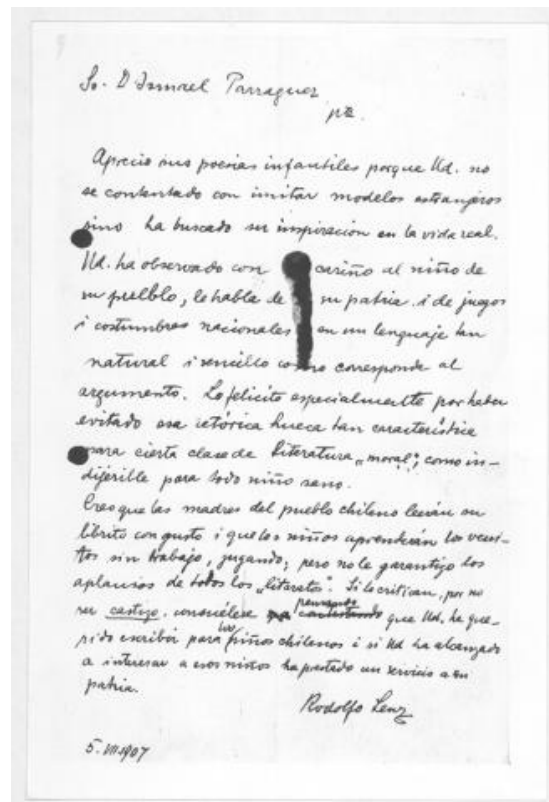 Sr. D Ismael Parraguez
pte.
Aprecio sus poesias infantiles porque Ud. no
se contentado con imitar modelos estranjeros
sino ha buscado su inspiracion en la vida real.
Ud. ha observado con cariño al niño de
su pueblo, le habla de su patria i de juegos
i costumbres nacionales en un lenguaje tan
natural i sencillo como corresponde al
argumento. Lo felicito especialmente por haber
evitado esa retórica hueca tan característica
para cierta clase de literatura „moral", como in-
dijerible para todo niño sano.
Creo que las madres del pueblo chileno leerán su
librito con gusto i que los niños aprenderán los versi-
tos sin trabajo, jugando; pero no le garantizo los
aplausos de todos los „literatos". Si le critican, por no
ser castizo, consuélese pensando que Ud. ha que-
rido escribir para los niños chilenos i si Ud ha alcanzado
a interesar a esos niños ha prestado un servicio a su
patria.
Rodolfo Lenz
5.VII.1907